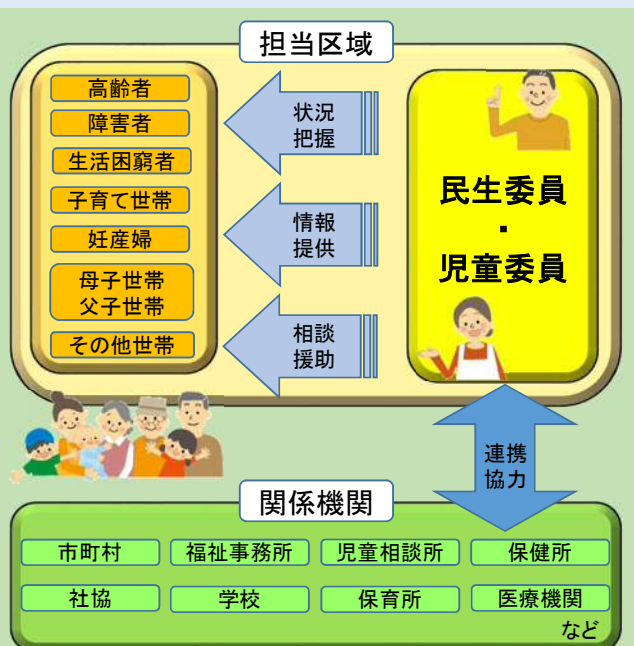 担当区域
高齢者
障害者
生活困窮者
子育て世帯
妊産婦
母子世帯
父子世帯
その他世帯
状況
把握
情報
提供
相談
援助
民生委員
・
児童委員
連携
協力
関係機関
市町村 福祉事務所 児童相談所 保健所
社協 学校 保育所 医療機関
など